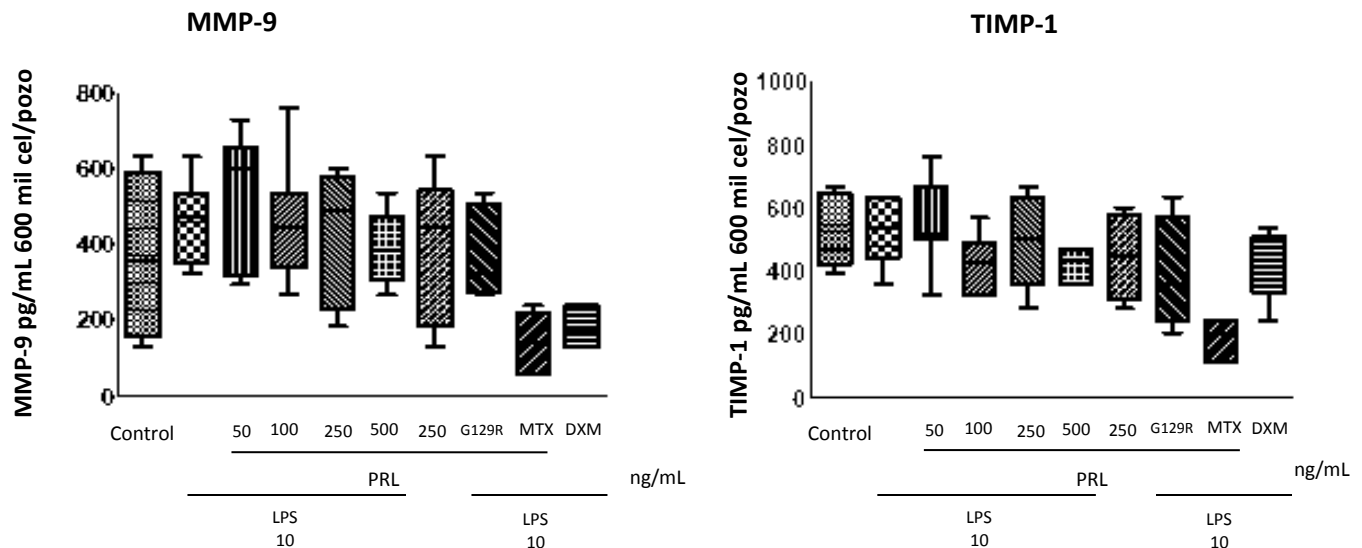 MMP-9
MMP-9 pg/mL 600 mil cel/pozo
800
600
400
200
0
Control 50 100 250 500 250 G129R MTX DXM
PRL ng/mL
LPS LPS
10 10
TIMP-1
TIMP-1 pg/mL 600 mil cel/pozo
1000
800
600
400
200
0
Control 50 100 250 500 250 G129R MTX DXM
PRL ng/mL
LPS LPS
10 10